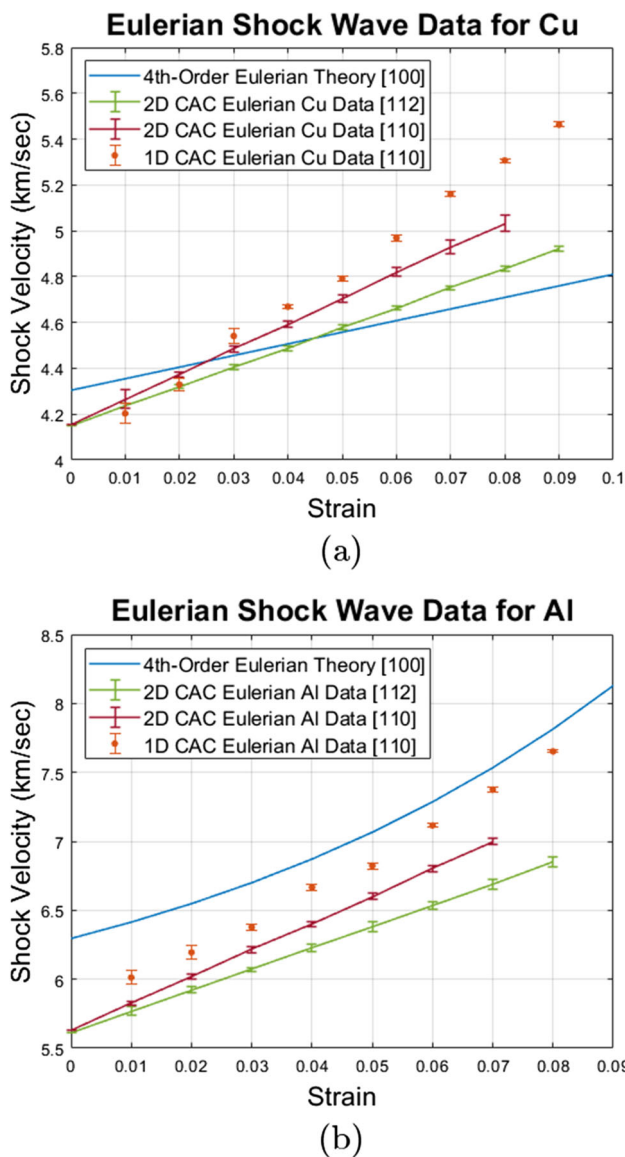 Eulerian Shock Wave Data for Cu
5.8
5.6
5.4
5.2
5
4.8
4.6
4.4
4.2
4
Shock Velocity (km/sec)
4th-Order Eulerian Theory [100]
2D CAC Eulerian Cu Data [112]
2D CAC Eulerian Cu Data [110]
1D CAC Eulerian Cu Data [110]
0 0.01 0.02 0.03 0.04 0.05 0.06 0.07 0.08 0.09 0.1
Strain
(a)
Eulerian Shock Wave Data for Al
8.5
8
7.5
7
6.5
6
5.5
Shock Velocity (km/sec)
4th-Order Eulerian Theory [100]
2D CAC Eulerian Al Data [112]
2D CAC Eulerian Al Data [110]
1D CAC Eulerian Al Data [110]
0 0.01 0.02 0.03 0.04 0.05 0.06 0.07 0.08 0.09
Strain
(b)